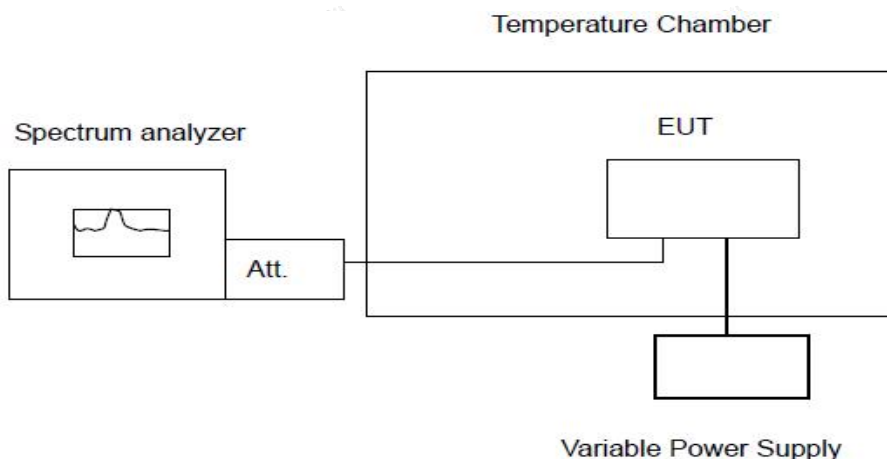 Temperature Chamber
Spectrum analyzer
EUT
Att.
Variable Power Supply